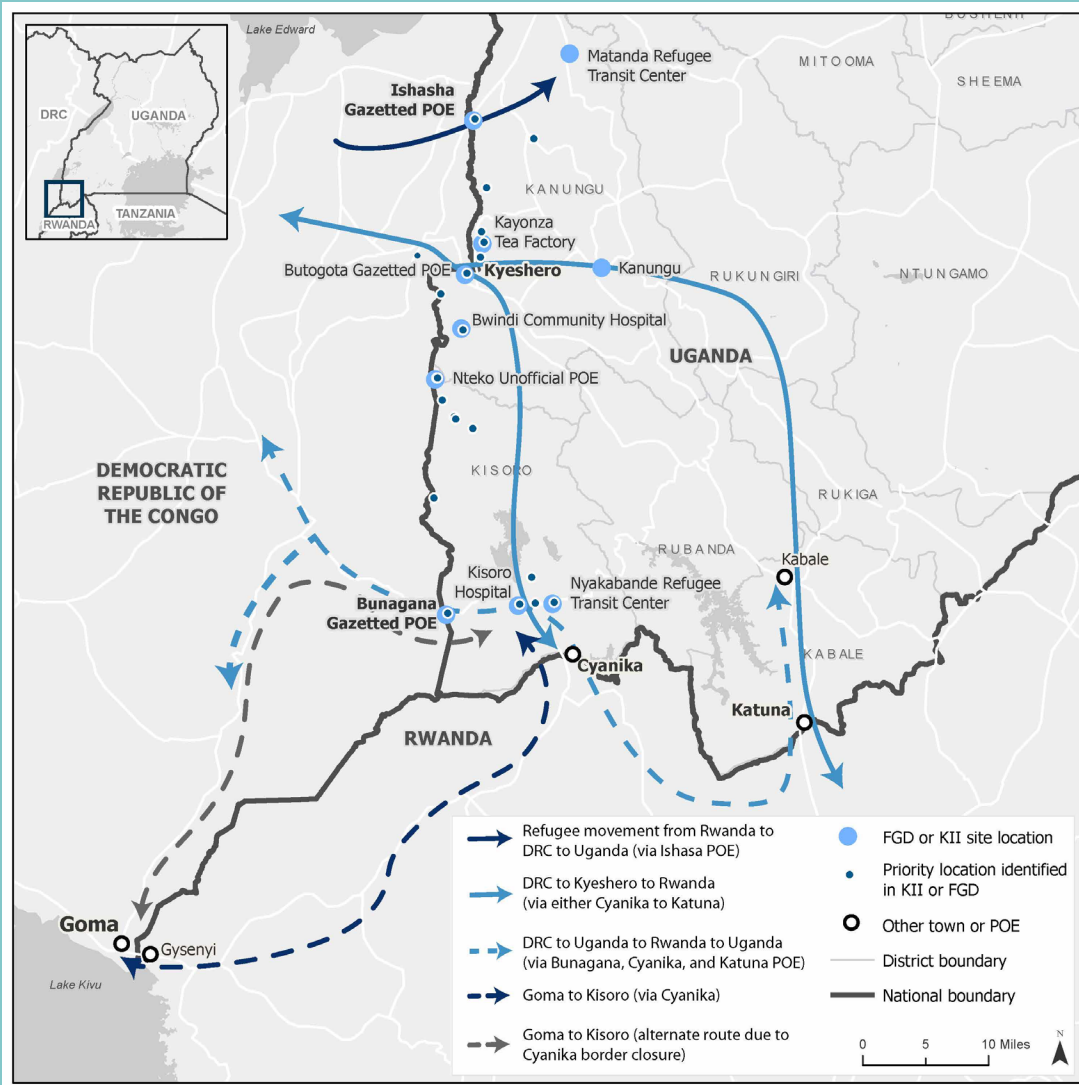 Lake Edward
BUSHENYI
MITOOMA
SHEEMA
Matanda Refugee
Transit Center
Ishasha
Gazetted POE
DRC
UGANDA
TANZANIA
RWANDA
KANUNGU
Kayonza
Tea Factory
Butogota Gazetted POE
Kyeshero
Kanungu
RUKUNGIRI
NTUNGAMO
Bwindi Community Hospital
UGANDA
Nteko Unofficial POE
DEMOCRATIC
REPUBLIC OF
THE CONGO
KISORO
RUKIGA
RUBANDA
Kabale
Kisoro
Hospital
Nyakabande Refugee
Transit Center
Bunagana
Gazetted POE
KABALE
Cyanika
Katuna
RWANDA
Goma
Gysenyi
Lake Kivu
Refugee movement from Rwanda to
DRC to Uganda (via Ishasa POE)
DRC to Kyeshero to Rwanda
(via either Cyanika to Katuna)
DRC to Uganda to Rwanda to Uganda
(via Bunagana, Cyanika, and Katuna POE)
Goma to Kisoro (via Cyanika)
Goma to Kisoro (alternate route due to
Cyanika border closure)
FGD or KII site location
Priority location identified
in KII or FGD
Other town or POE
District boundary
National boundary
0 5 10 Miles
N